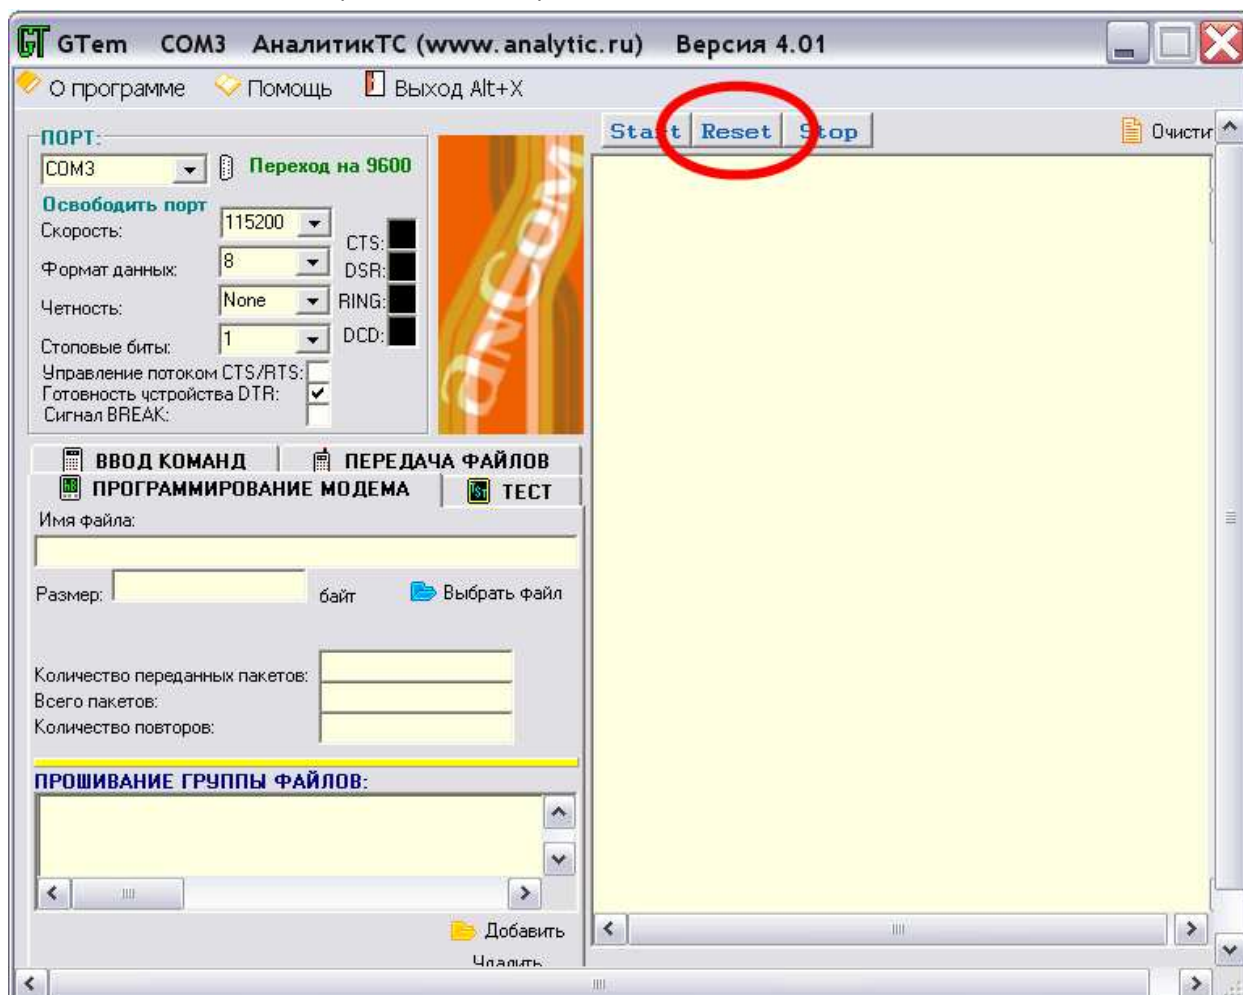 GTem COM3 АналитикТС (www.analytic.ru) Версия 4.01
О программе Помощь Выход Alt+X
Start Reset Stop
Очистит
ПОРТ:
COM3 Переход на 9600
Освободить порт
Скорость: 115200
CTS:
Формат данных: 8
DSR:
Четность: None
RING:
Стоповые биты: 1
DCD:
Управление потоком CTS/RTS:
Готовность устройства DTR:
Сигнал BREAK:
AnCom
ВВОД КОМАНД ПЕРЕДАЧА ФАЙЛОВ
ПРОГРАММИРОВАНИЕ МОДЕМА ТЕСТ
Имя файла:
Размер: байт Выбрать файл
Количество переданных пакетов:
Всего пакетов:
Количество повторов:
ПРОШИВАНИЕ ГРУППЫ ФАЙЛОВ:
Добавить
Удалить